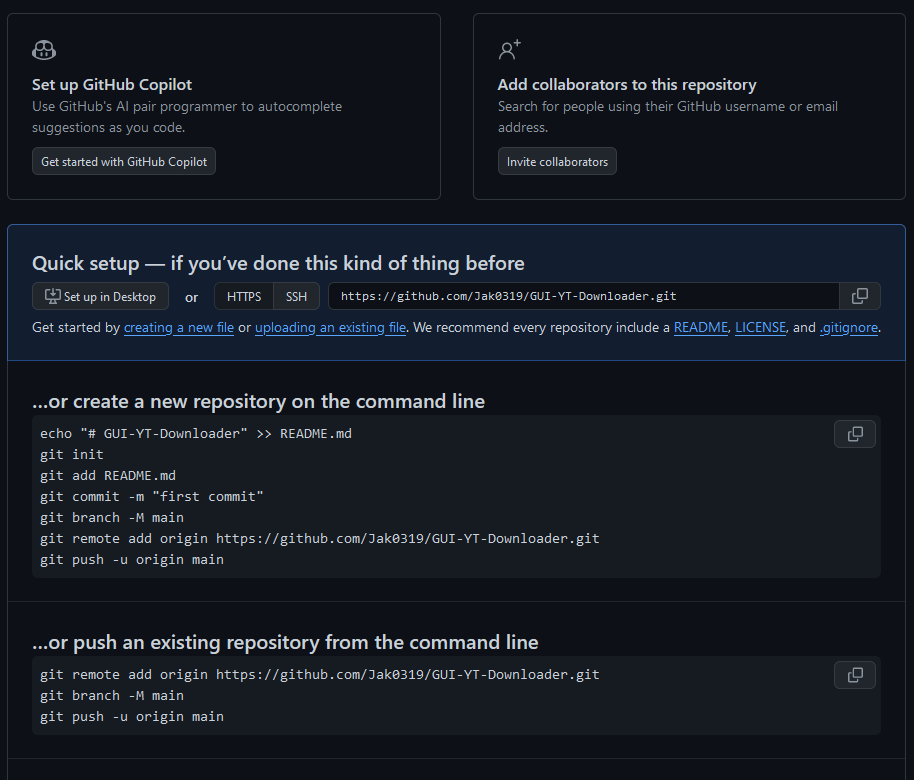 Set up GitHub Copilot
Use GitHub's AI pair programmer to autocomplete
suggestions as you code.
Get started with GitHub Copilot
Add collaborators to this repository
Search for people using their GitHub username or email
address.
Invite collaborators
Quick setup — if you’ve done this kind of thing before
Set up in Desktop or HTTPS SSH https://github.com/Jak0319/GUI-YT-Downloader.git
Get started by creating a new file or uploading an existing file. We recommend every repository include a README, LICENSE, and .gitignore.
…or create a new repository on the command line
echo "# GUI-YT-Downloader" >> README.md
git init
git add README.md
git commit -m "first commit"
git branch -M main
git remote add origin https://github.com/Jak0319/GUI-YT-Downloader.git
git push -u origin main
…or push an existing repository from the command line
git remote add origin https://github.com/Jak0319/GUI-YT-Downloader.git
git branch -M main
git push -u origin main